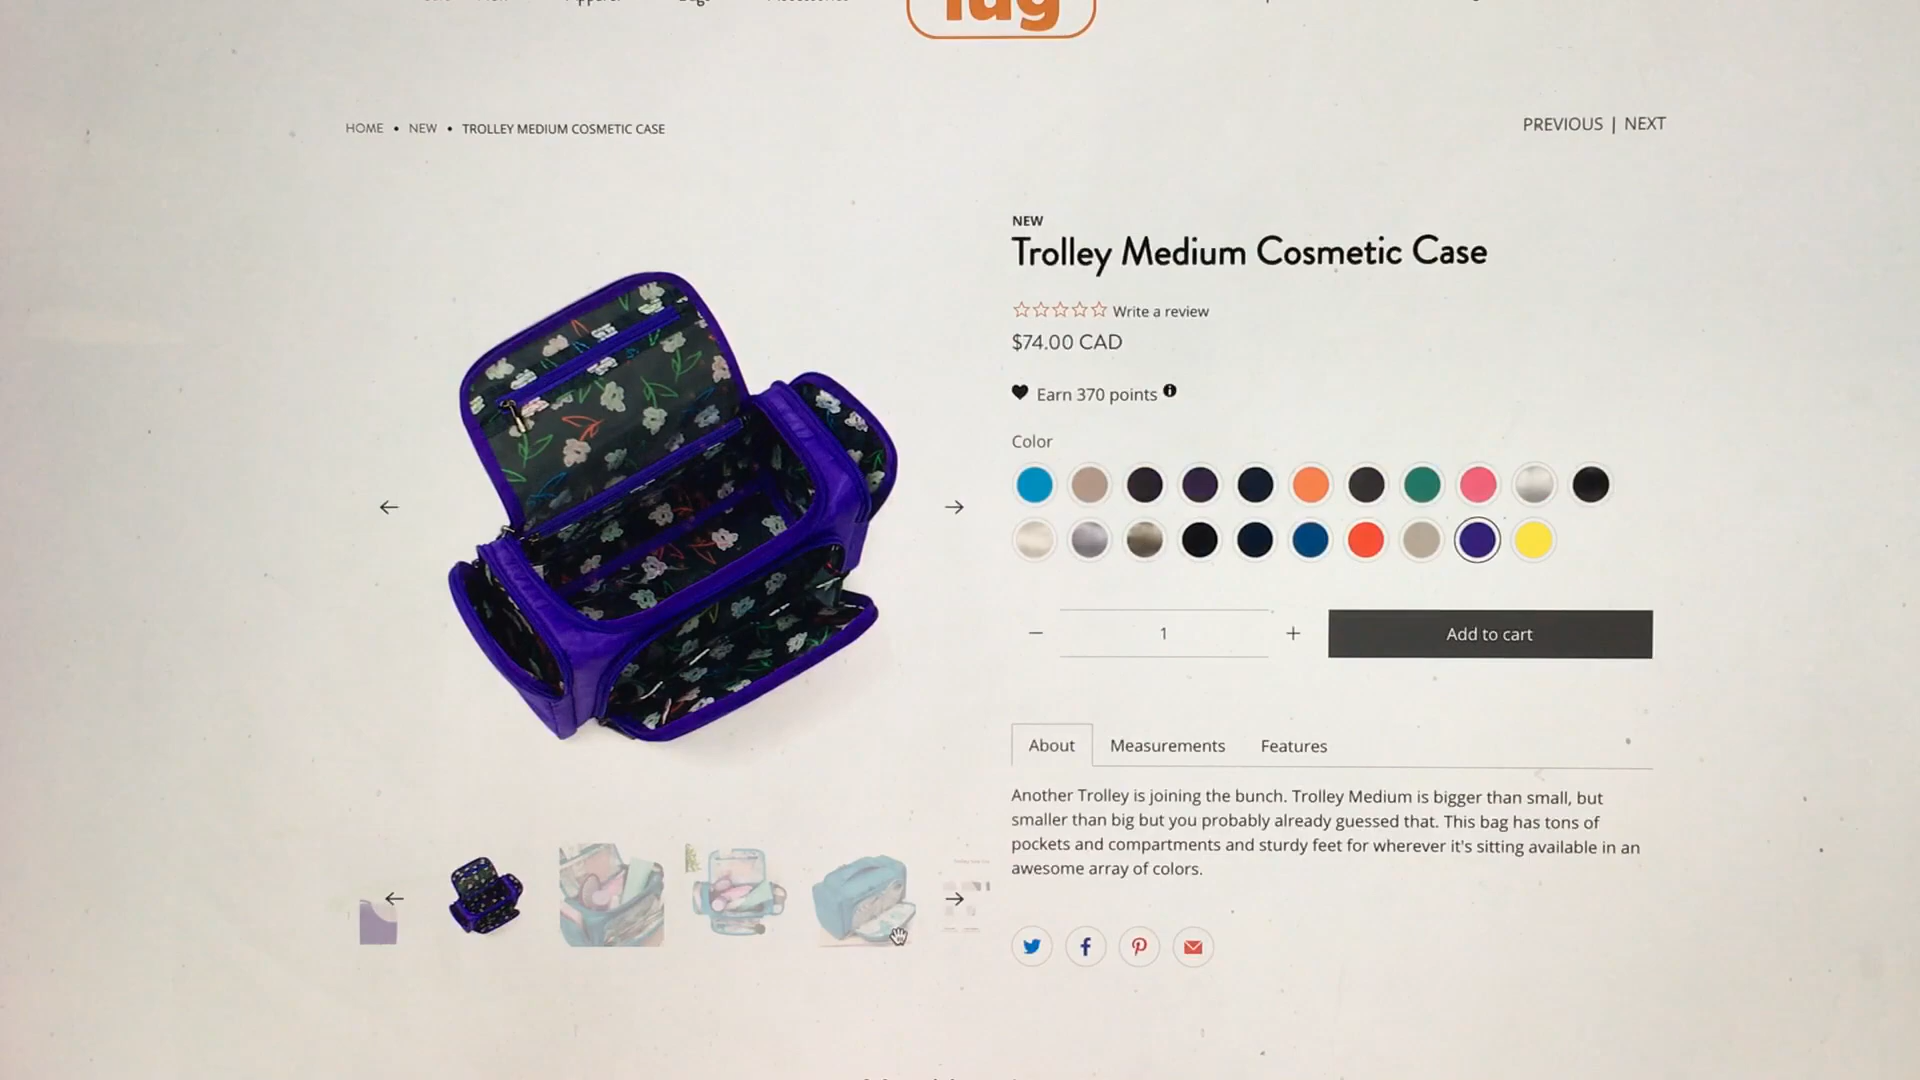 lug
HOME • NEW • TROLLEY MEDIUM COSMETIC CASE
PREVIOUS | NEXT
NEW
Trolley Medium Cosmetic Case
Write a review
$74.00 CAD
Earn 370 points
Color
1
Add to cart
About Measurements Features
Another Trolley is joining the bunch. Trolley Medium is bigger than small, but
smaller than big but you probably already guessed that. This bag has tons of
pockets and compartments and sturdy feet for wherever it's sitting available in an
awesome array of colors.